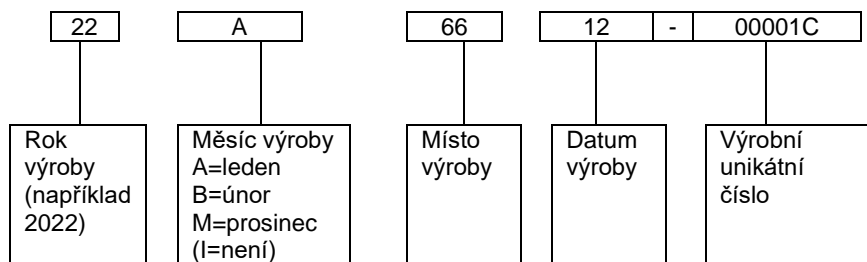 22 A 66 12 - 00001C
Rok
výroby
(například
2022)
Měsíc výroby
A=leden
B=únor
M=prosinec
(I=není)
Místo
výroby
Datum
výroby
Výrobní
unikátní
číslo